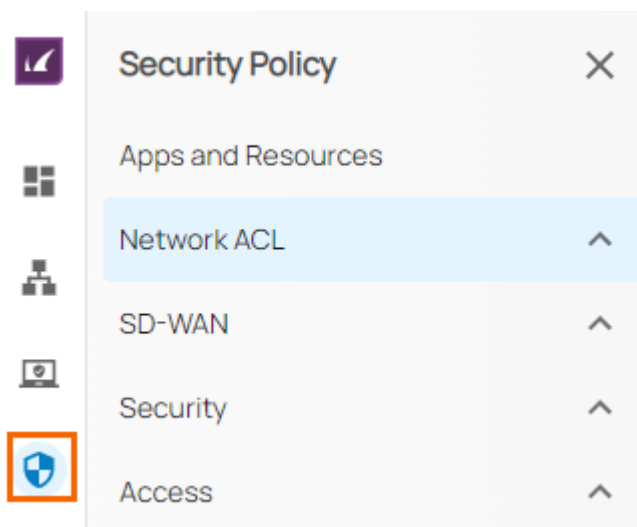 Security Policy
Apps and Resources
Network ACL
SD-WAN
Security
Access